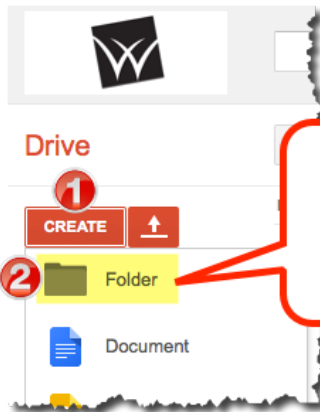 Drive
1
CREATE
2
Folder
Document